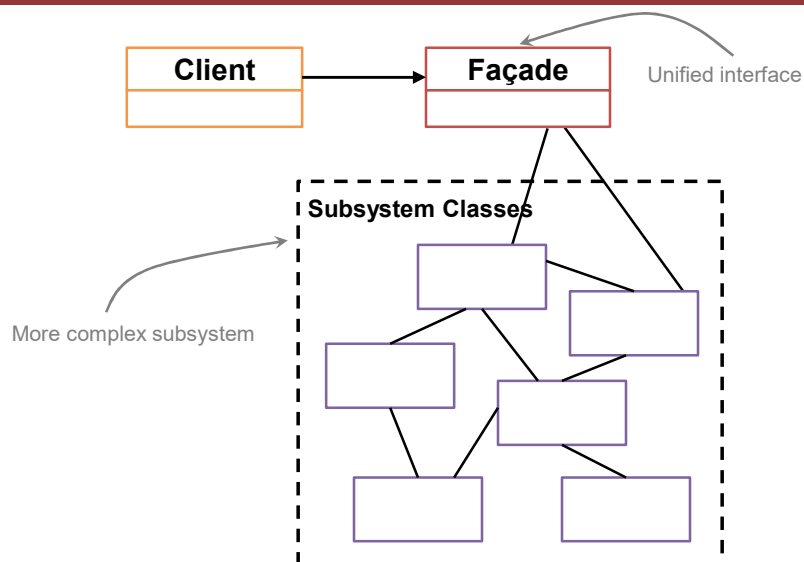 Client
Façade
Unified interface
Subsystem Classes
More complex subsystem